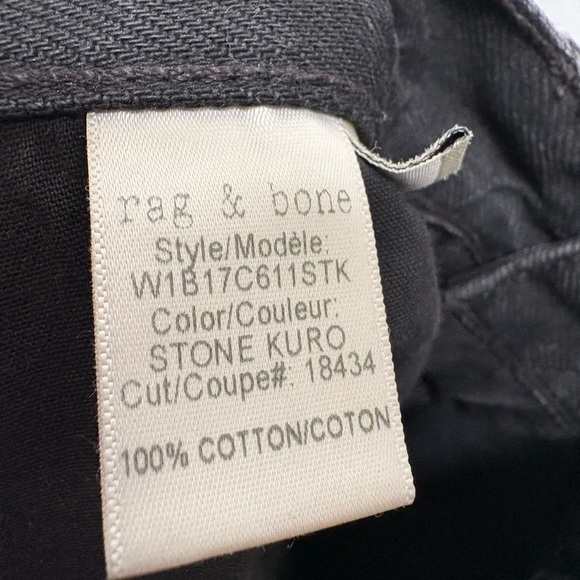 rag & bone
Style/Modèle:
W1B17C611STK
Color/Couleur:
STONE KURO
Cut/Coupe#: 18434
100% COTTON/COTON